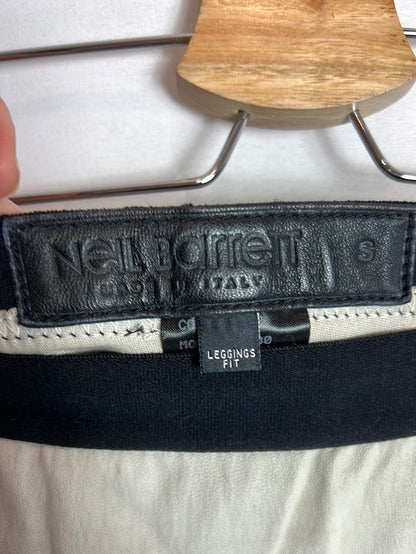 NEIL BARRETT S
MADE IN ITALY
LEGGINGS
FIT